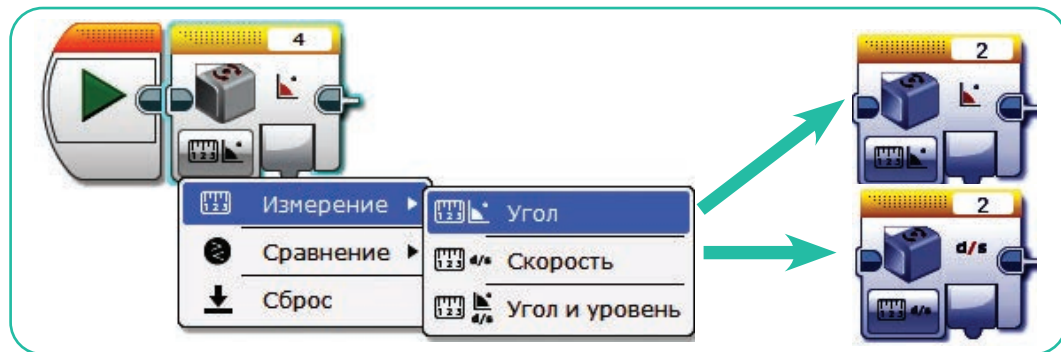 4
2
Измерение
Угол
Сравнение
Скорость
d/s
Сброс
Угол и уровень
d/s
2
d/s
d/s